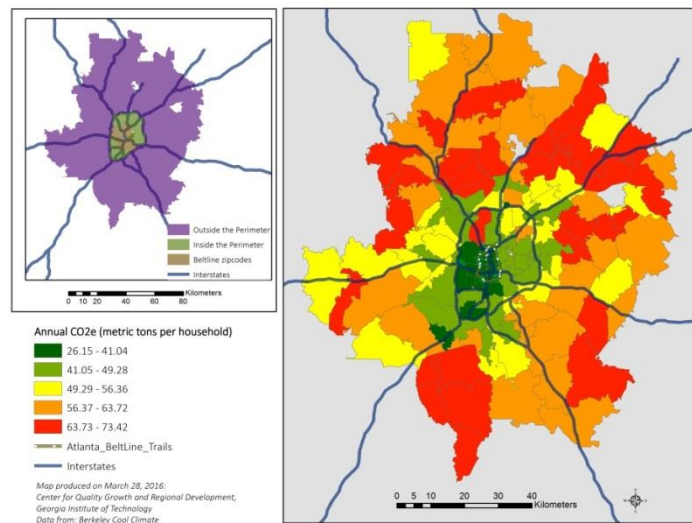 Outside the Perimeter
Inside the Perimeter
Beltline zipcodes
Interstates
Kilometers
0 20 40 60 80
Annual CO2e (metric tons per household)
26.15 - 41.04
41.05 - 49.28
49.29 - 56.36
56.37 - 63.72
63.73 - 73.42
Atlanta_BeltLine_Trails
Interstates
Map produced on March 28, 2016:
Center for Quality Growth and Regional Development,
Georgia Institute of Technology
Data from: Berkeley Cool Climate
0 5 10 20 30 40
Kilometers